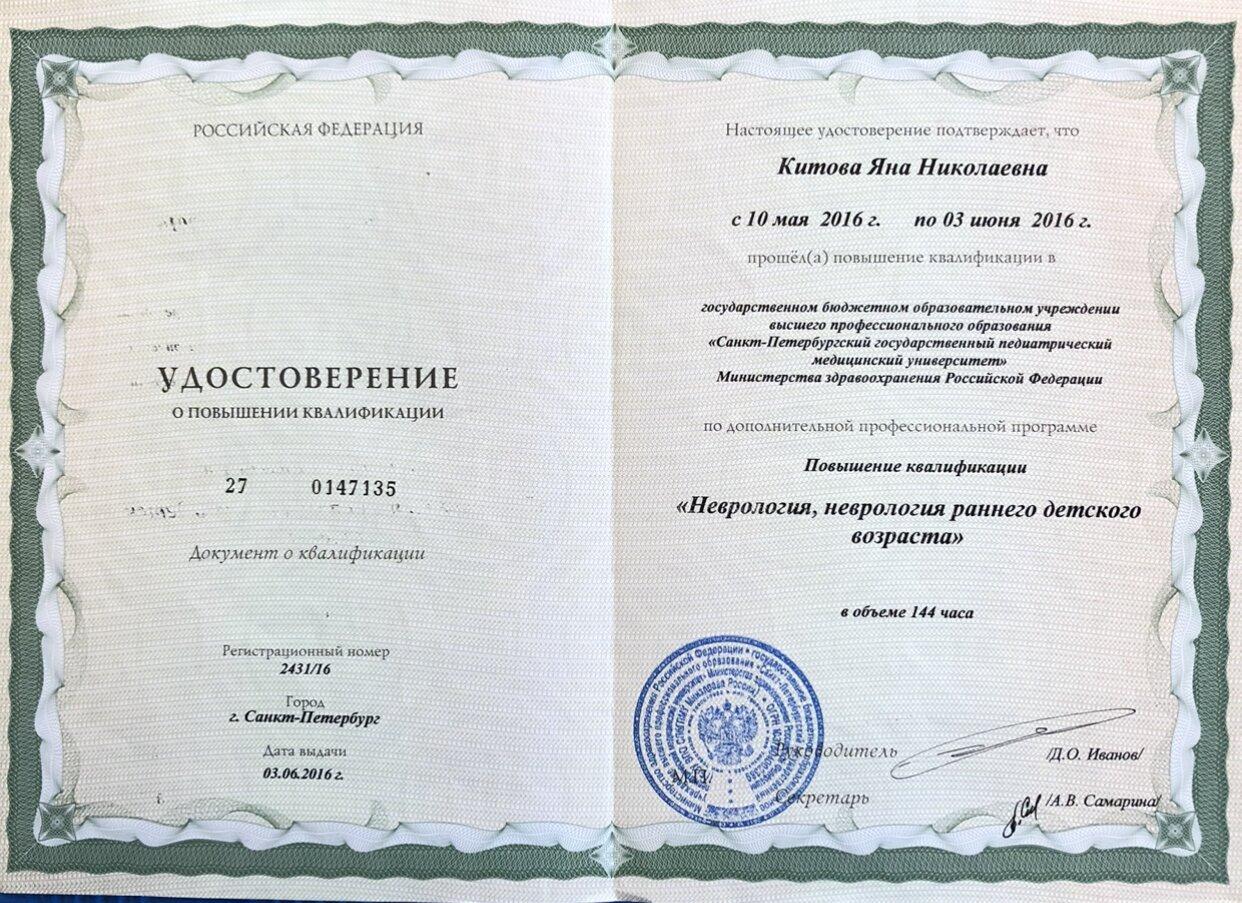 РОССИЙСКАЯ ФЕДЕРАЦИЯ
УДОСТОВЕРЕНИЕ
О ПОВЫШЕНИИ КВАЛИФИКАЦИИ
27 0147135
Документ о квалификации
Регистрационный номер
2431/16
Город
г. Санкт-Петербург
Дата выдачи
03.06.2016 г.
Настоящее удостоверение подтверждает, что
Китова Яна Николаевна
с 10 мая 2016 г. по 03 июня 2016 г.
прошёл(а) повышение квалификации в
государственном бюджетном образовательном учреждении
высшего профессионального образования
«Санкт-Петербургский государственный педиатрический
медицинский университет»
Министерства здравоохранения Российской Федерации
по дополнительной профессиональной программе
Повышение квалификации
«Неврология, неврология раннего детского
возраста»
в объеме 144 часа
Руководитель /Д.О. Иванов/
М.П.
Секретарь /А.В. Самарина/